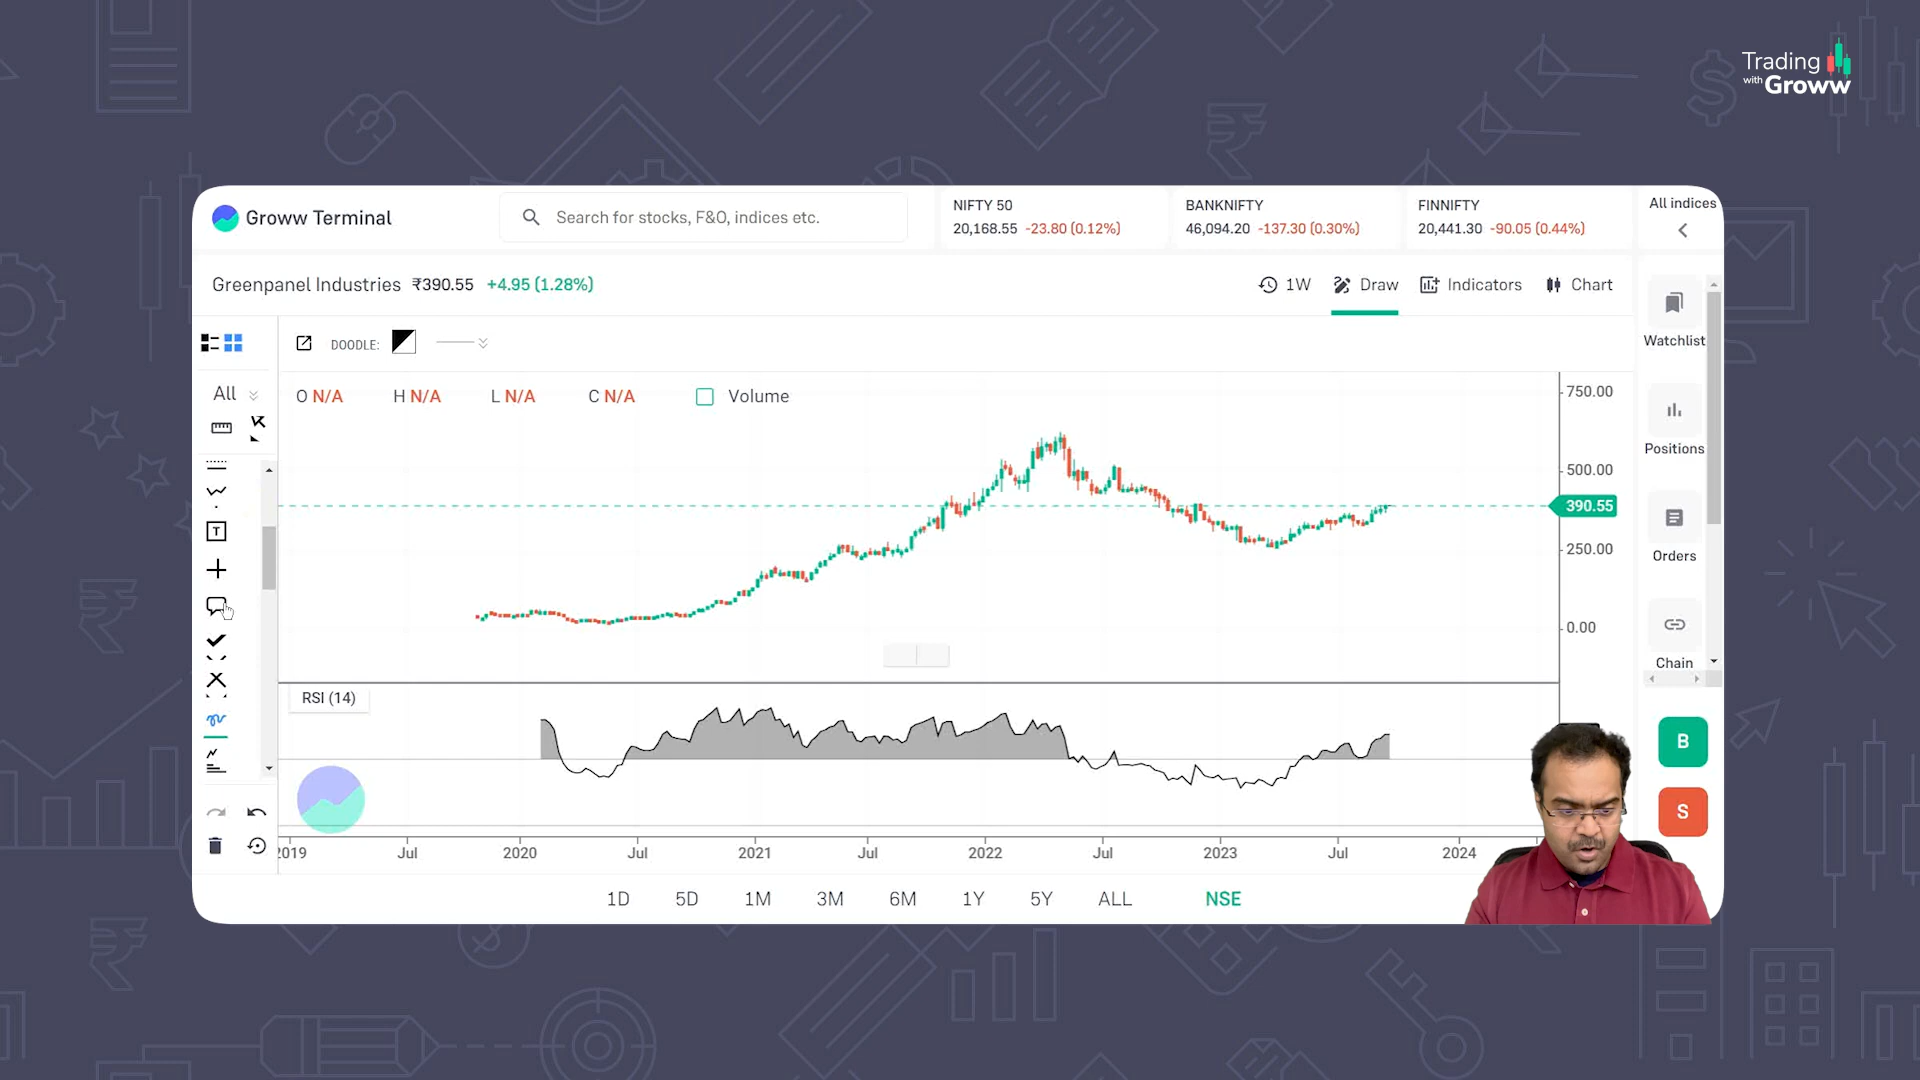 Trading
with Groww
Groww Terminal
Search for stocks, F&O, indices etc.
NIFTY 50
20,168.55 -23.80 (0.12%)
BANKNIFTY
46,094.20 -137.30 (0.30%)
FINNIFTY
20,441.30 -90.05 (0.44%)
All indices
Greenpanel Industries ₹390.55 +4.95 (1.28%)
1W
Draw
Indicators
Chart
DOODLE:
All
O N/A
H N/A
L N/A
C N/A
Volume
T
750.00
500.00
390.55
250.00
0.00
Watchlist
Positions
Orders
Chain
RSI (14)
B
S
2019
Jul
2020
Jul
2021
Jul
2022
Jul
2023
Jul
2024
1D
5D
1M
3M
6M
1Y
5Y
ALL
NSE